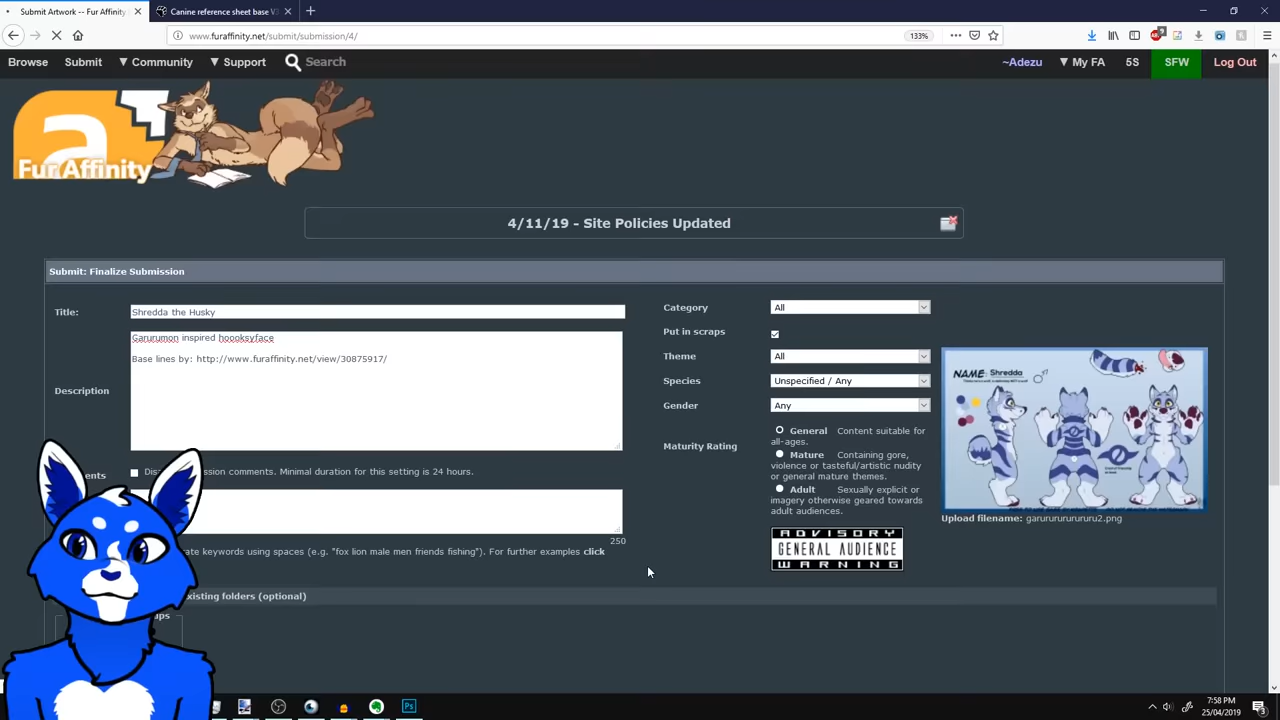 Submit Artwork -- Fur Affinity
Canine reference sheet base V
www.furaffinity.net/submit/submission/4/
133%
Browse Submit ▼ Community ▼ Support Search
~Adezu ▼ My FA 5S SFW Log Out
a
FurAffinity
4/11/19 - Site Policies Updated
Submit: Finalize Submission
Title: Shredda the Husky
Description
Garurumon inspired hoooksyface
Base lines by: http://www.furaffinity.net/view/30875917/
Category All
Put in scraps
Theme All
Species Unspecified / Any
Gender Any
Maturity Rating
General Content suitable for
all-ages.
Mature Containing gore,
violence or tasteful/artistic nudity
or general mature themes.
Adult Sexually explicit or
imagery otherwise geared towards
adult audiences.
ADVISORY
GENERAL AUDIENCE
WARNING
NAME: Shredda
Upload filename: garurururururu2.png
ssion comments. Minimal duration for this setting is 24 hours.
250
ate keywords using spaces (e.g. "fox lion male men friends fishing"). For further examples click
xisting folders (optional)
7:58 PM
25/04/2019